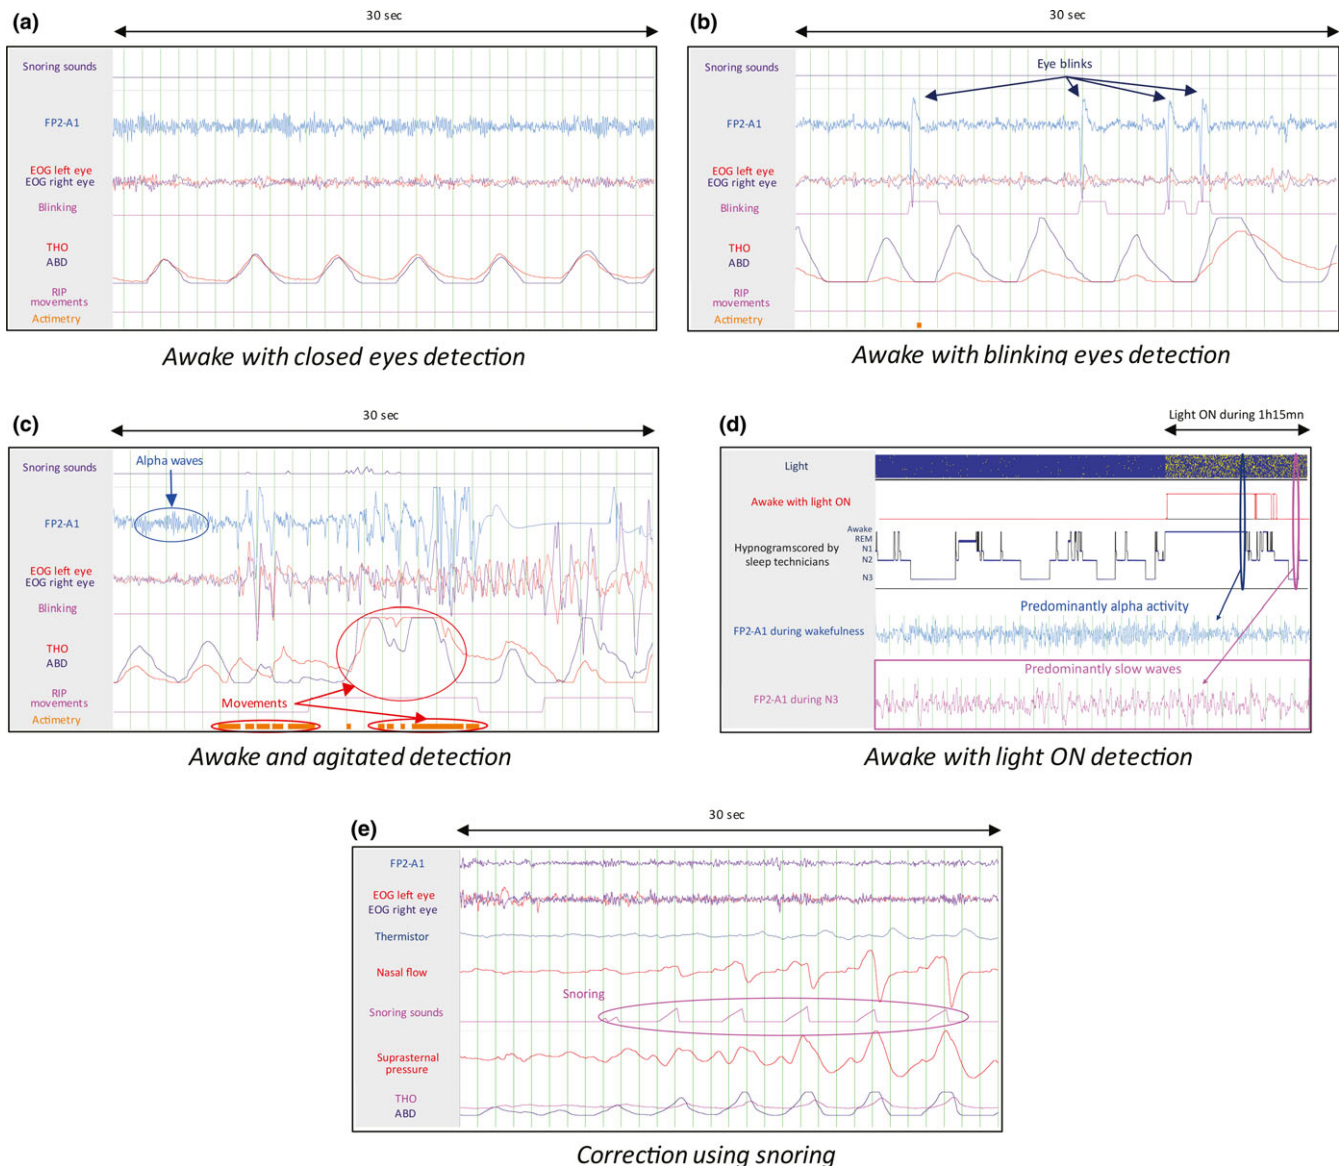 (a)
30 sec
Snoring sounds
FP2-A1
EOG left eye
EOG right eye
Blinking
THO
ABD
RIP
movements
Actimetry
Awake with closed eyes detection
(b)
30 sec
Snoring sounds
Eye blinks
FP2-A1
EOG left eye
EOG right eye
Blinking
THO
ABD
RIP
movements
Actimetry
Awake with blinking eyes detection
(c)
30 sec
Alpha waves
Snoring sounds
FP2-A1
EOG left eye
EOG right eye
Blinking
THO
ABD
RIP
movements
Movements
Actimetry
Awake and agitated detection
(d)
Light ON during 1h15mn
Light
Awake with light ON
Awake
REM
N1
N2
N3
Hypnogramscored by
sleep technicians
Predominantly alpha activity
FP2-A1 during wakefulness
Predominantly slow waves
FP2-A1 during N3
Awake with light ON detection
(e)
30 sec
FP2-A1
EOG left eye
EOG right eye
Thermistor
Nasal flow
Snoring
Snoring sounds
Suprasternal
pressure
THO
ABD
Correction using snoring